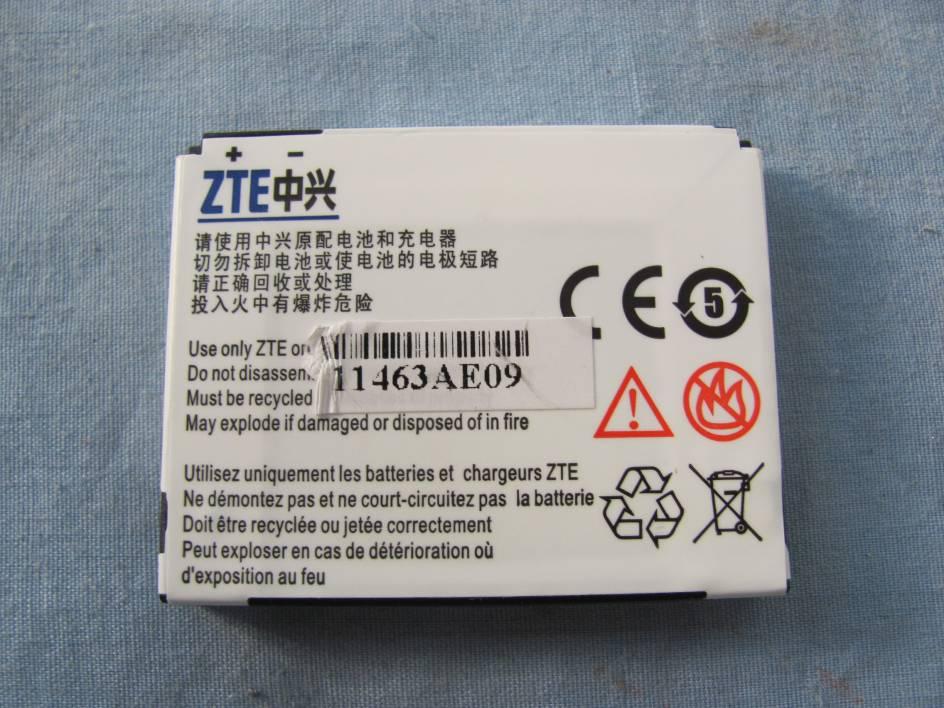 + −
ZTE中兴
请使用中兴原配电池和充电器
切勿拆卸电池或使电池的电极短路
请正确回收或处理
投入火中有爆炸危险
CE
5
Use only ZTE
11463AE09
Do not
Must be recycled
May explode if damaged or disposed of in fire
Utilisez uniquement les batteries et chargeurs ZTE
Ne démontez pas et ne court-circuitez pas la batterie
Doit être recyclée ou jetée correctement
Peut exploser en cas de détérioration où
d'exposition au feu